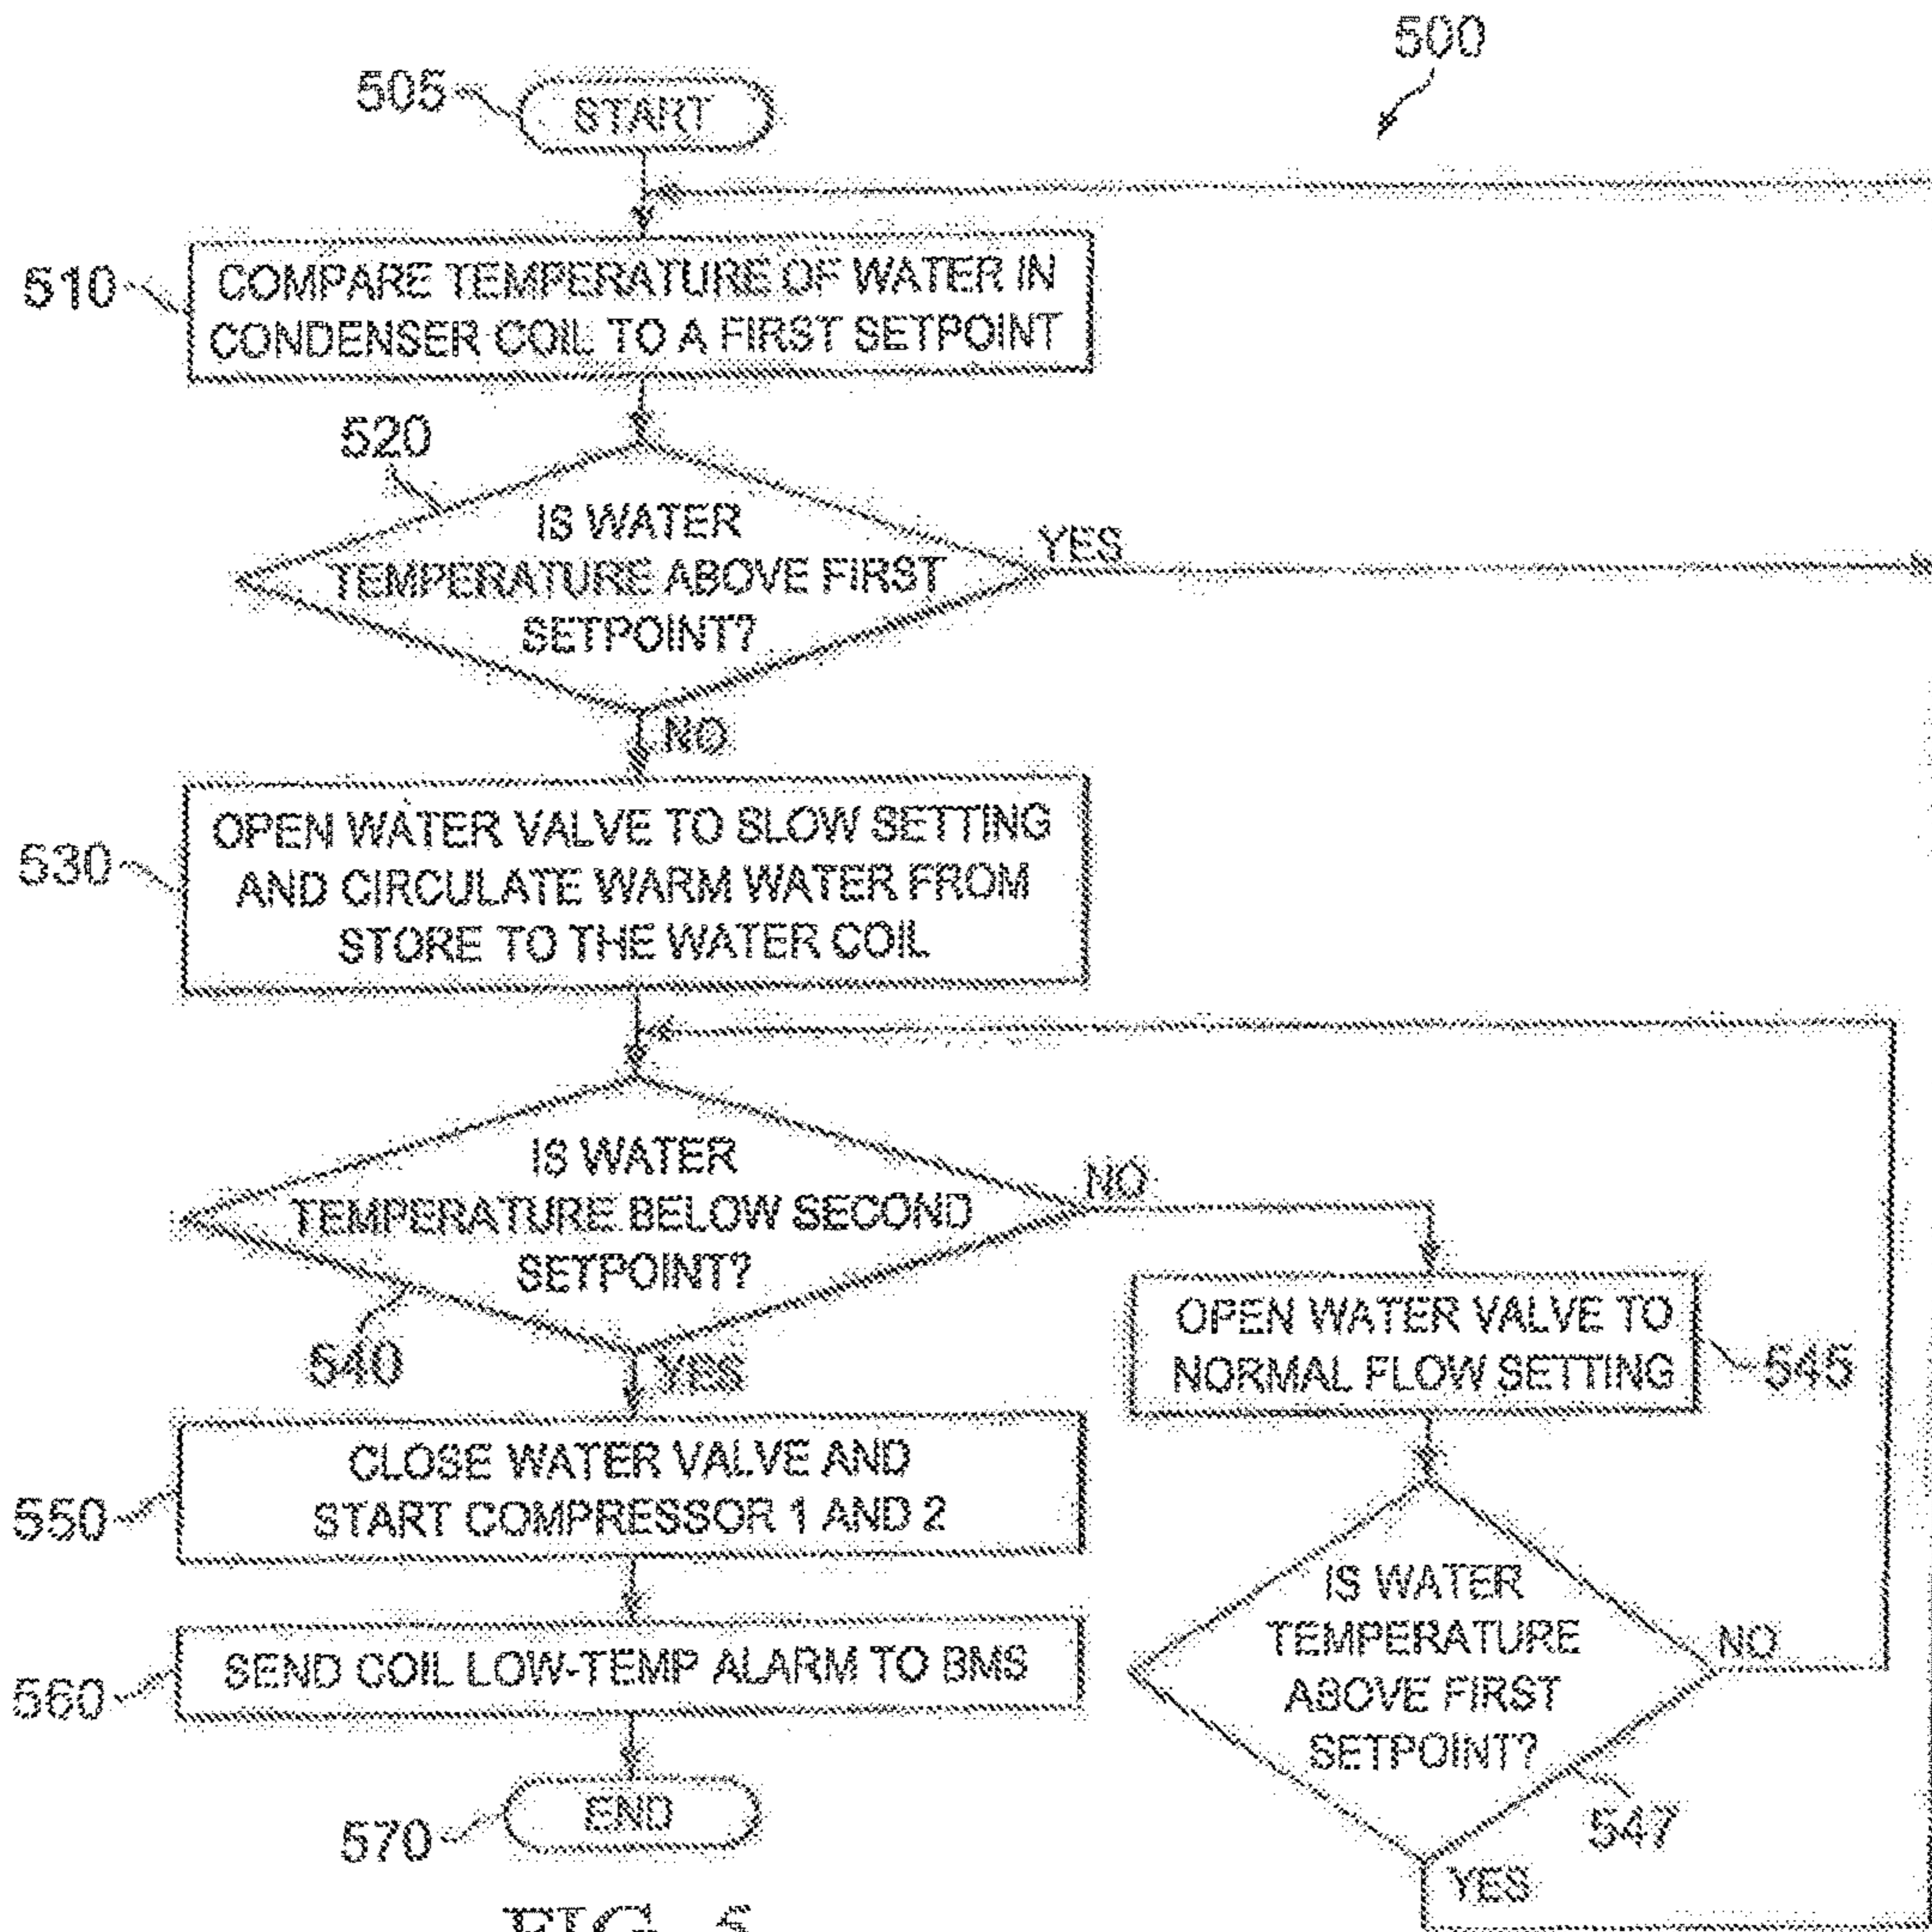 500
505
START
510
COMPARE TEMPERATURE OF WATER IN
CONDENSER COIL TO A FIRST SETPOINT
520
IS WATER
TEMPERATURE ABOVE FIRST
SETPOINT?
YES
NO
530
OPEN WATER VALVE TO SLOW SETTING
AND CIRCULATE WARM WATER FROM
STORE TO THE WATER COIL
IS WATER
TEMPERATURE BELOW SECOND
SETPOINT?
NO
540
YES
OPEN WATER VALVE TO
NORMAL FLOW SETTING
545
550
CLOSE WATER VALVE AND
START COMPRESSOR 1 AND 2
IS WATER
TEMPERATURE
ABOVE FIRST
SETPOINT?
NO
547
YES
560
SEND COIL LOW-TEMP ALARM TO BMS
570
END
FIG. 5